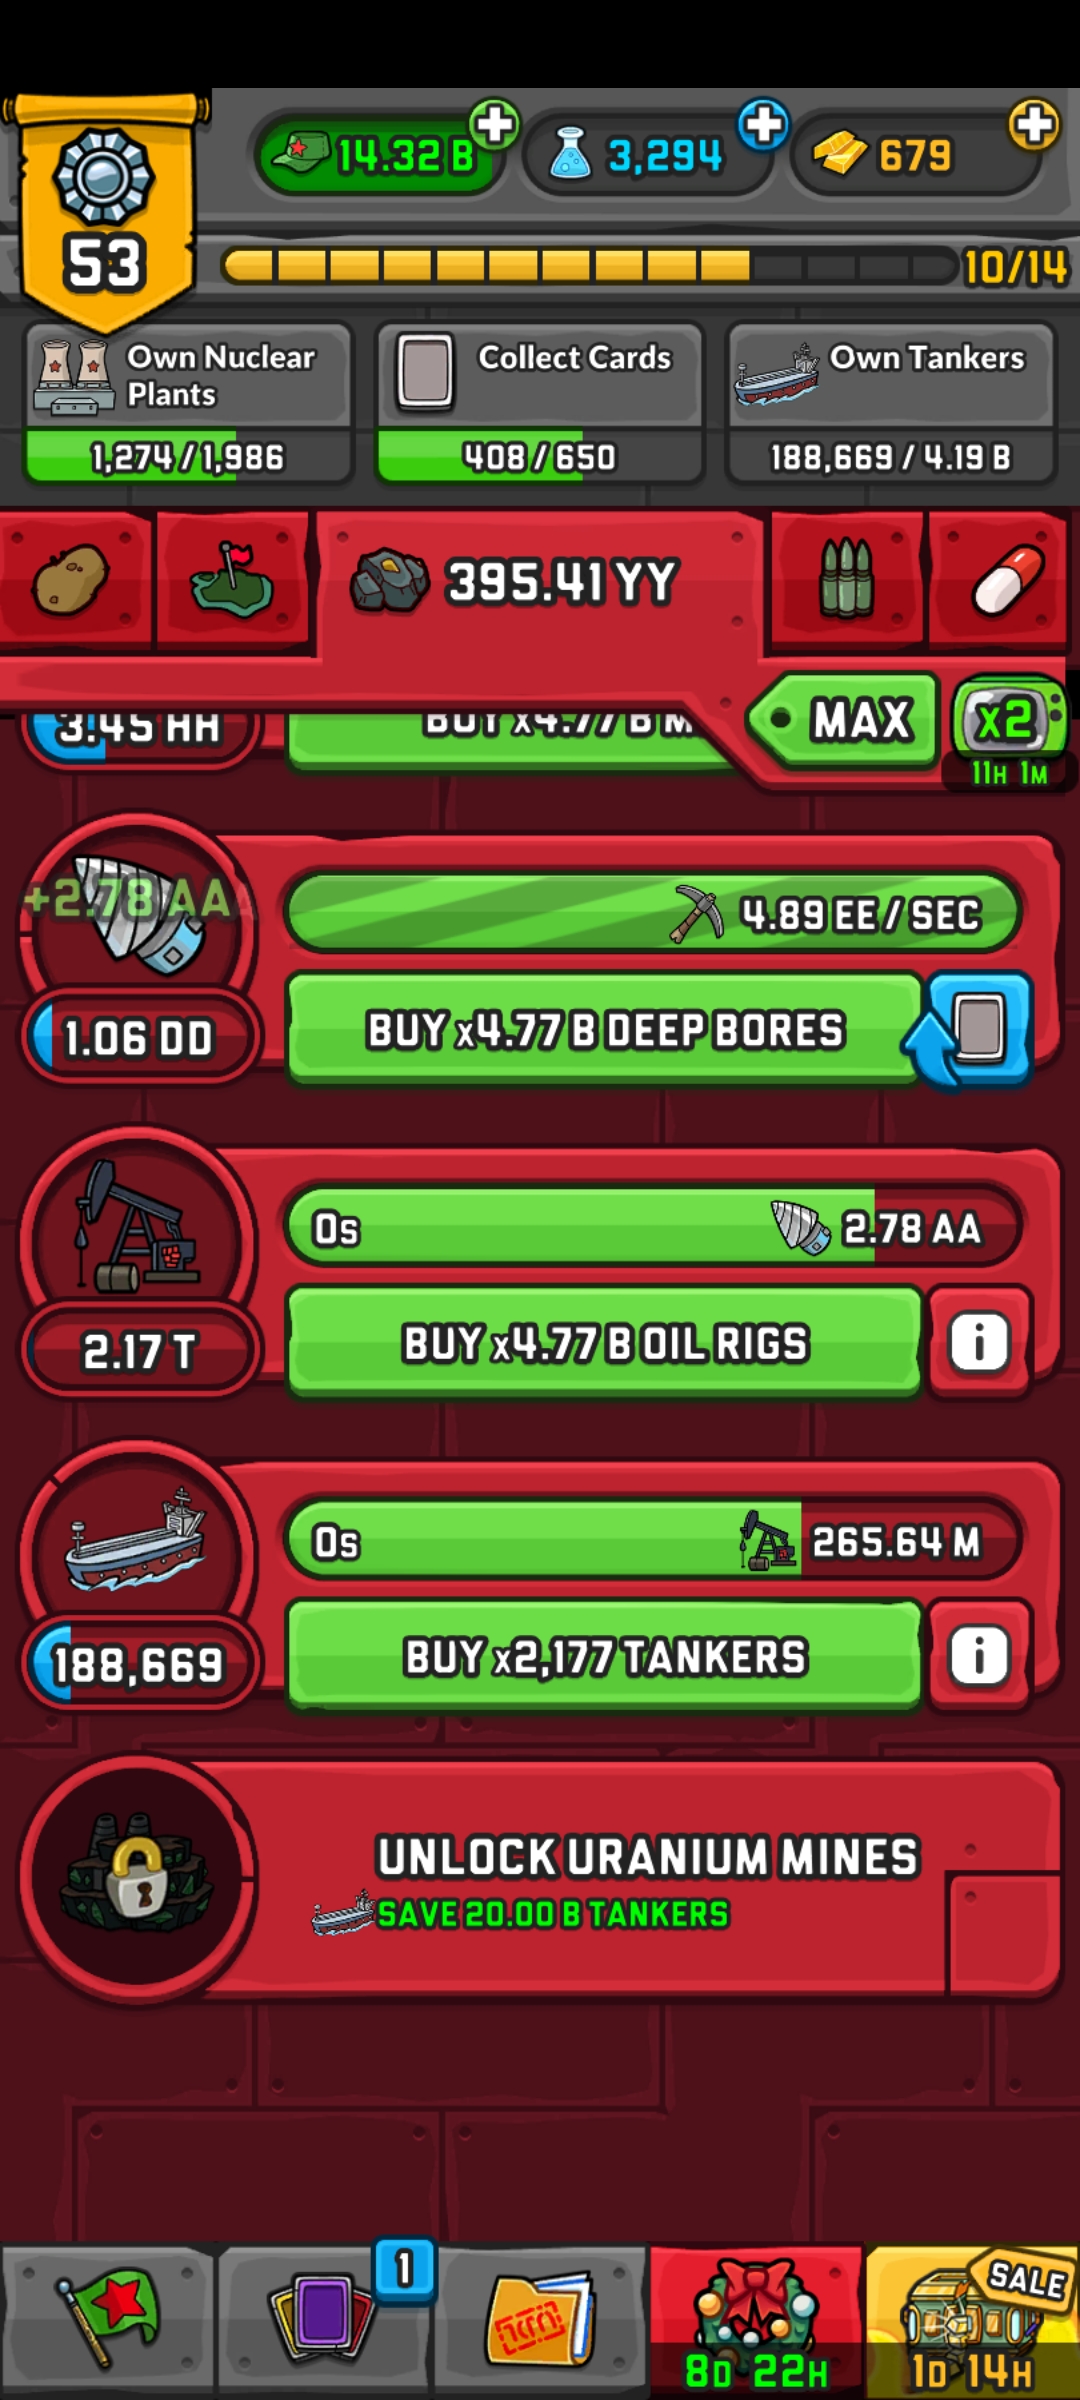 14.32 B
3,294
679
53
10/14
Own Nuclear
Plants
1,274 / 1,986
Collect Cards
408 / 650
Own Tankers
188,669 / 4.19 B
395.41 YY
MAX
x2
11H 1M
3.45 HH
BUY x4.77 B M
+2.78 AA
4.89 EE / SEC
1.06 DD
BUY x4.77 B DEEP BORES
0s
2.78 AA
2.17 T
BUY x4.77 B OIL RIGS
i
0s
265.64 M
188,669
BUY x2,177 TANKERS
i
UNLOCK URANIUM MINES
SAVE 20.00 B TANKERS
1
SALE
8D 22H
1D 14H